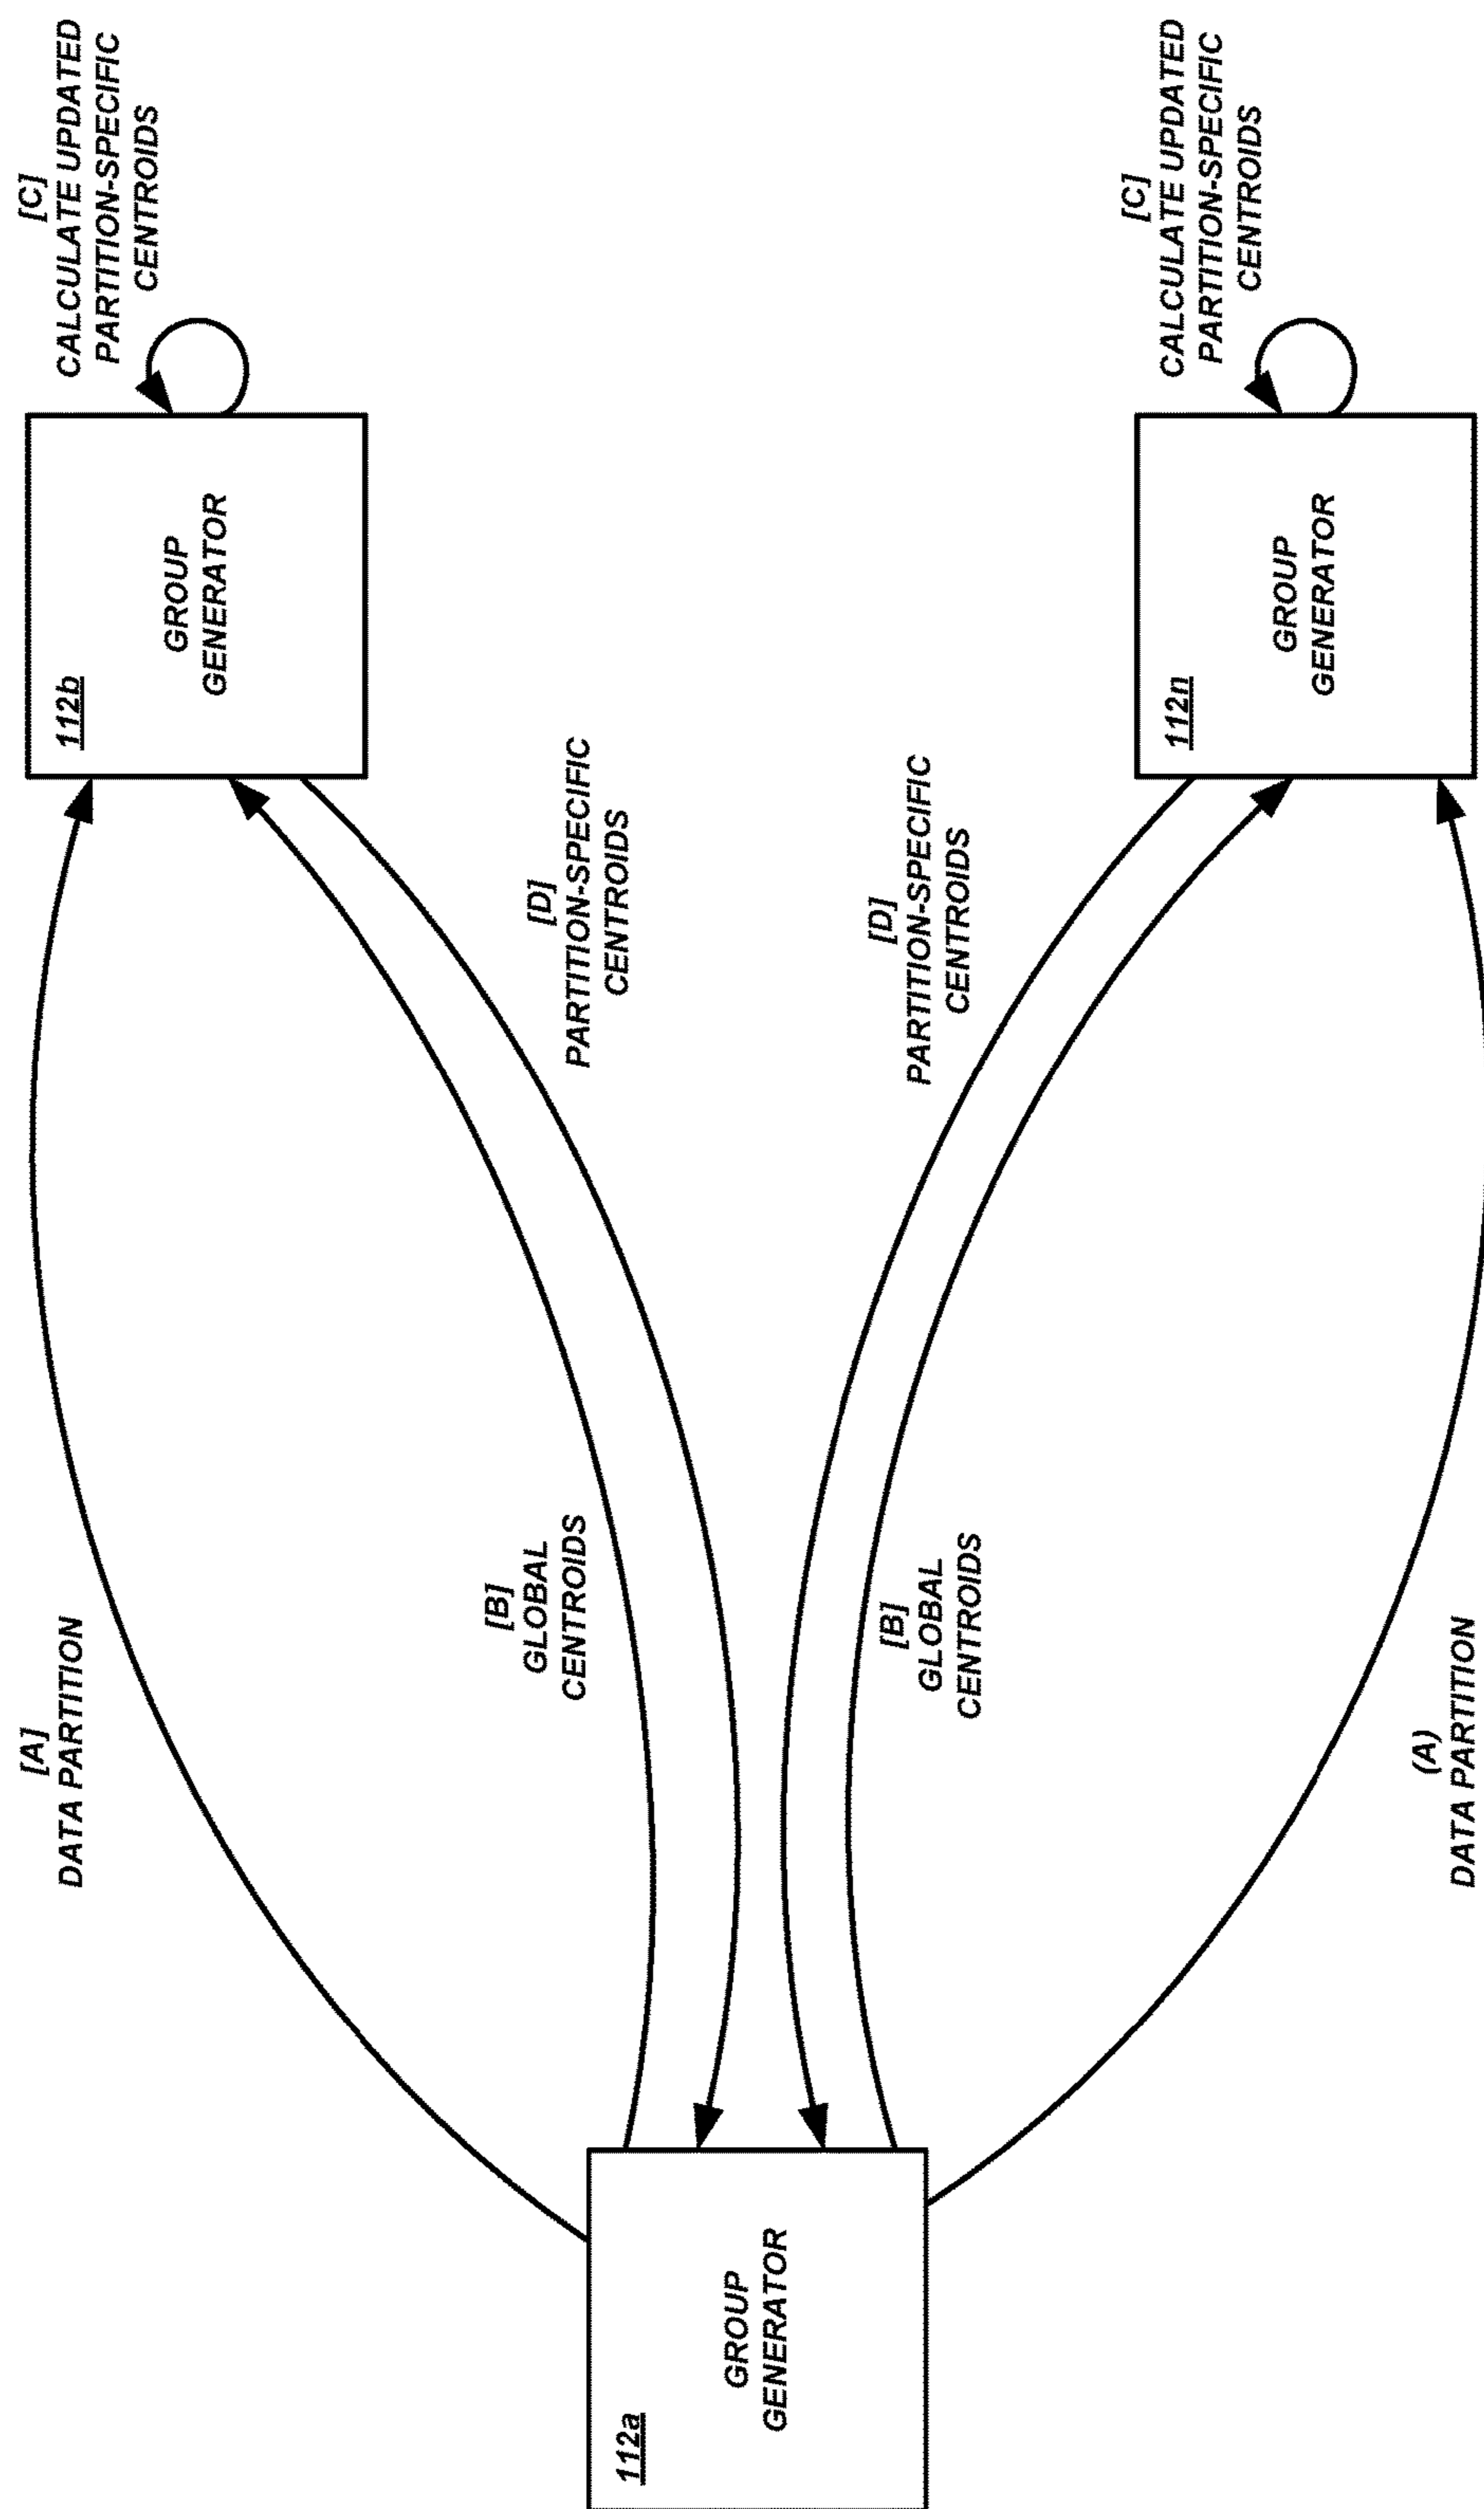 [A]
DATA PARTITION
112b
GROUP
GENERATOR
[C]
CALCULATE UPDATED
PARTITION-SPECIFIC
CENTROIDS
[B]
GLOBAL
CENTROIDS
[D]
PARTITION-SPECIFIC
CENTROIDS
112a
GROUP
GENERATOR
[D]
PARTITION-SPECIFIC
CENTROIDS
[B]
GLOBAL
CENTROIDS
112n
GROUP
GENERATOR
[C]
CALCULATE UPDATED
PARTITION-SPECIFIC
CENTROIDS
(A)
DATA PARTITION